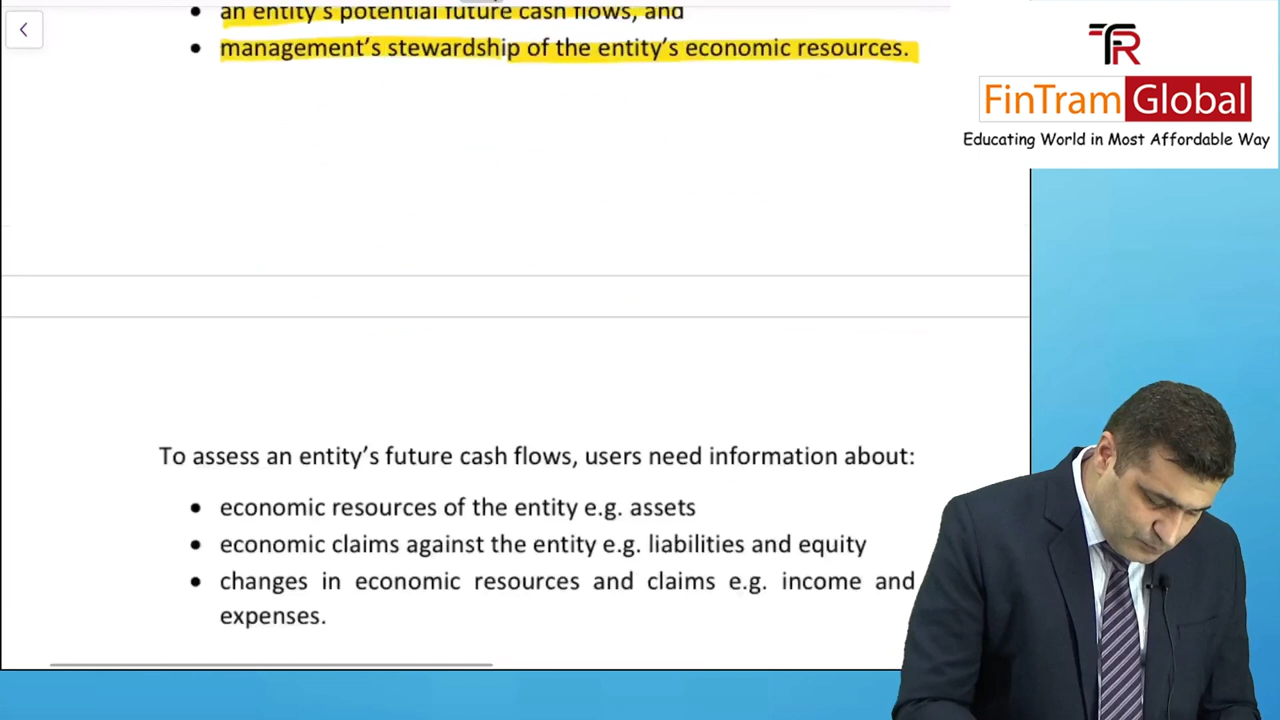 • an entity's potential future cash flows, and
• management's stewardship of the entity's economic resources.
TR
FinTram Global
Educating World in Most Affordable Way
To assess an entity's future cash flows, users need information about:
• economic resources of the entity e.g. assets
• economic claims against the entity e.g. liabilities and equity
• changes in economic resources and claims e.g. income and
expenses.